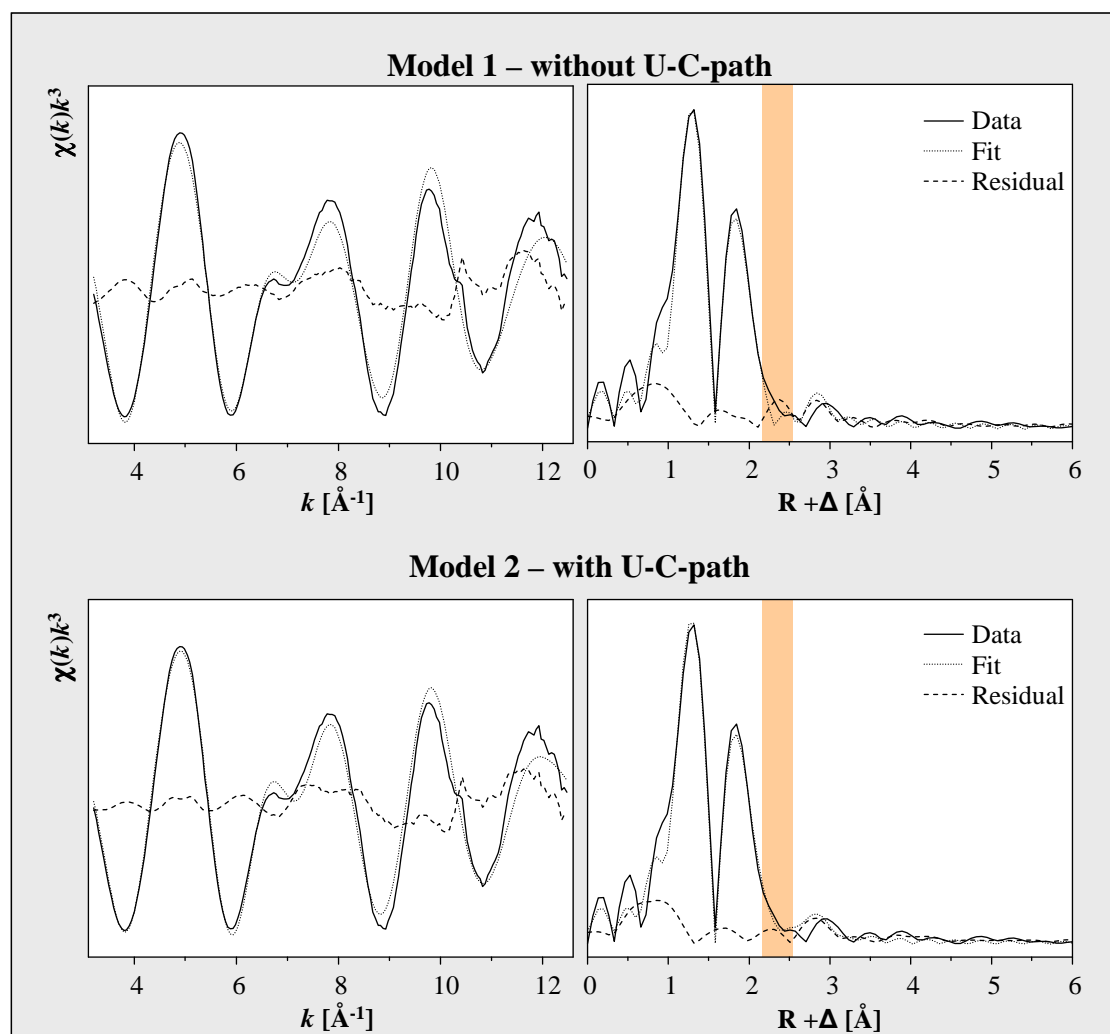 Model 1 – without U-C-path
χ(k)k³
Data
Fit
Residual
4 6 8 10 12
k [Å⁻¹]
0 1 2 3 4 5 6
R +Δ [Å]
Model 2 – with U-C-path
χ(k)k³
Data
Fit
Residual
4 6 8 10 12
k [Å⁻¹]
0 1 2 3 4 5 6
R +Δ [Å]